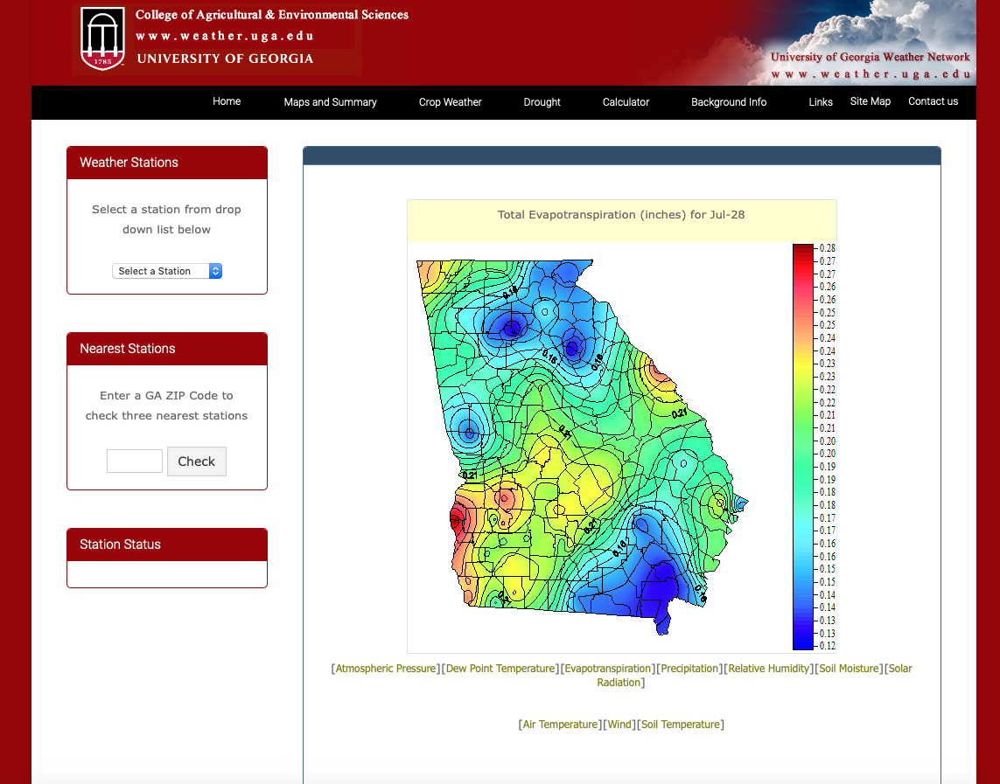 College of Agricultural & Environmental Sciences
www.weather.uga.edu
UNIVERSITY OF GEORGIA
1785
University of Georgia Weather Network
www.weather.uga.edu
Home Maps and Summary Crop Weather Drought Calculator Background Info Links Site Map Contact us
Weather Stations
Select a station from drop
down list below
Select a Station
Nearest Stations
Enter a GA ZIP Code to
check three nearest stations
Check
Station Status
Total Evapotranspiration (inches) for Jul-28
0.28
0.27
0.26
0.26
0.25
0.25
0.24
0.24
0.23
0.23
0.22
0.22
0.21
0.21
0.21
0.20
0.20
0.19
0.19
0.18
0.18
0.17
0.17
0.16
0.16
0.15
0.15
0.14
0.14
0.13
0.13
0.12
0.16
0.16
0.21
0.21
0.21
0.21
0.16
[Atmospheric Pressure][Dew Point Temperature][Evapotranspiration][Precipitation][Relative Humidity][Soil Moisture][Solar
Radiation]
[Air Temperature][Wind][Soil Temperature]